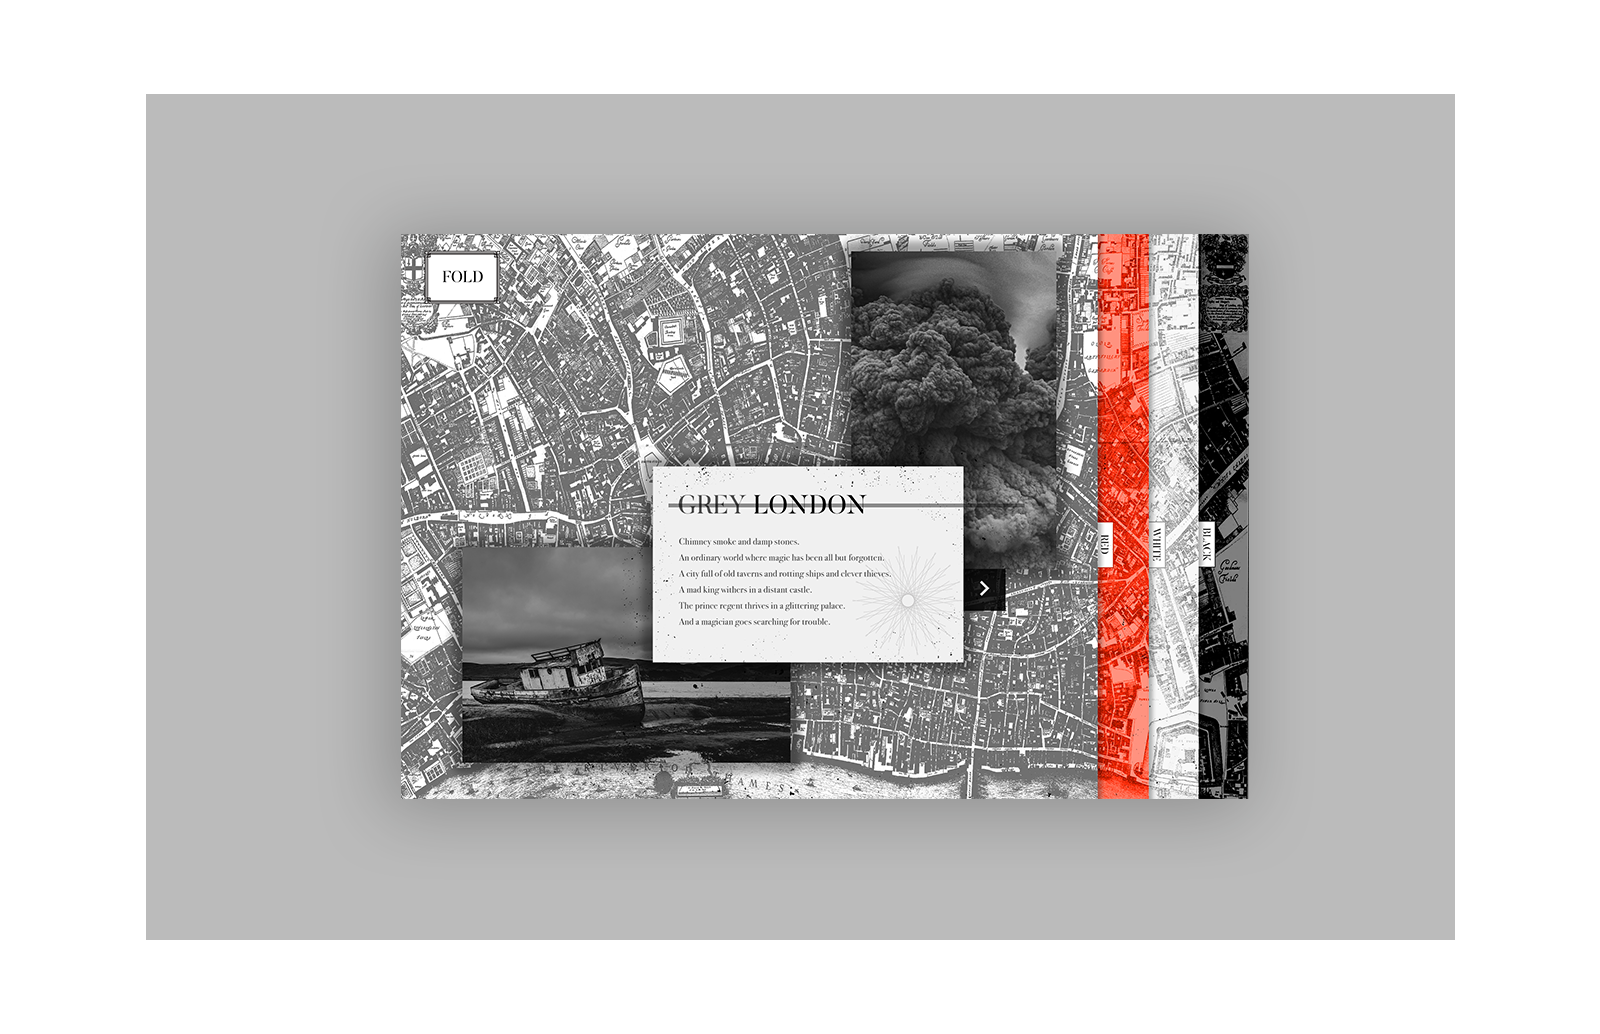 FOLD
GREY LONDON
Chimney smoke and damp stones.
An ordinary world where magic has been all but forgotten.
A city full of old taverns and rotting ships and clever thieves.
A mad king withers in a distant castle.
The prince regent thrives in a glittering palace.
And a magician goes searching for trouble.
RED
WHITE
BLACK